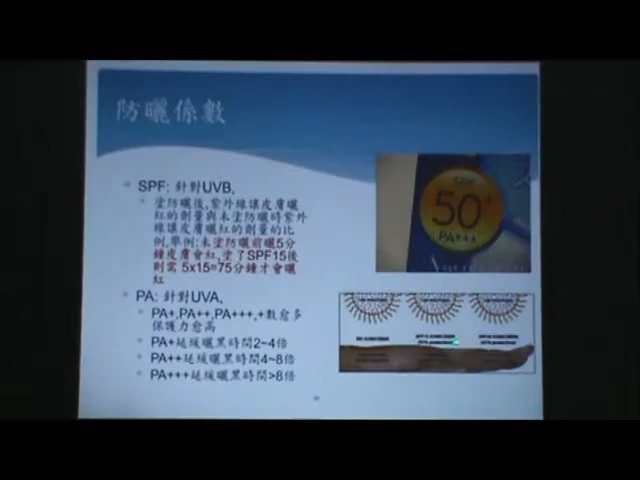 防曬係數
SPF: 針對UVB,
塗防曬後,紫外線讓皮膚曬
紅的劑量與未塗防曬時紫外
線讓皮膚曬紅的劑量的比
例,舉例:未塗防曬前曬5分
鐘皮膚會紅,塗了SPF15後
則需 5x15=75分鐘才會曬
紅
PA: 針對UVA,
PA+,PA++,PA+++,+數愈多
保護力愈高
PA+延緩曬黑時間2~4倍
PA++延緩曬黑時間4~8倍
PA+++延緩曬黑時間>8倍
SPF
50+
PA+++